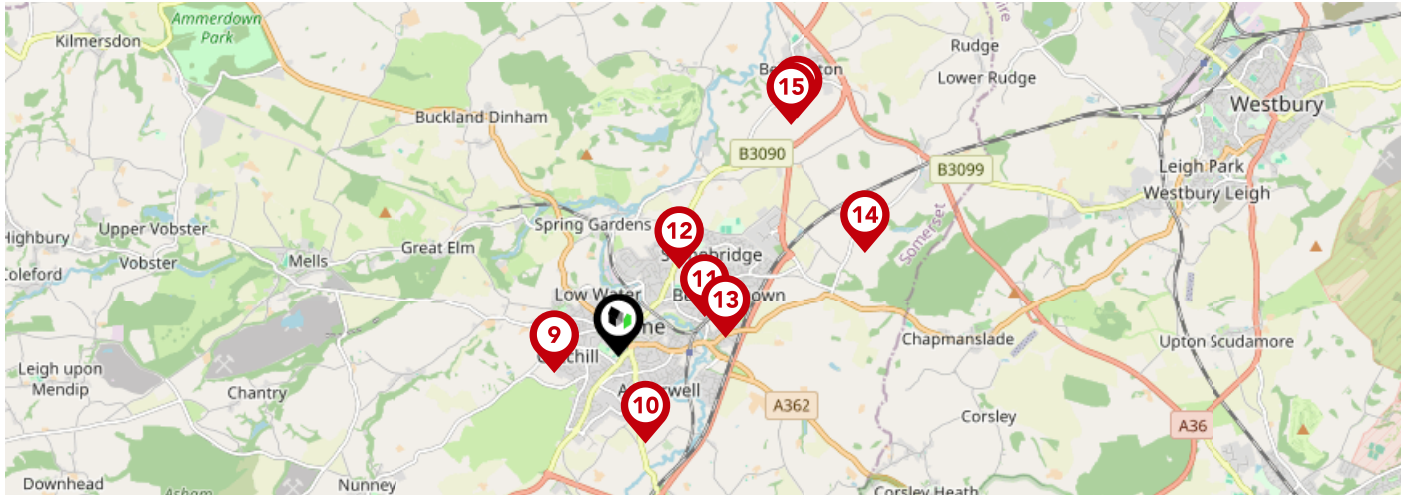 Ammerdown
Park
Kilmersdon
Rudge
Lower Rudge
15
Westbury
Buckland Dinham
B3090
B3099
Leigh Park
Westbury Leigh
14
Somerset
Spring Gardens
12
Upper Vobster
Highbury
Great Elm
Mells
Vobster
11
Low Water
13
9
Chapmanslade
Upton Scudamore
Leigh upon
Mendip
Chantry
10
A362
Corsley
A36
Downhead
Nunney
Corsley Heath